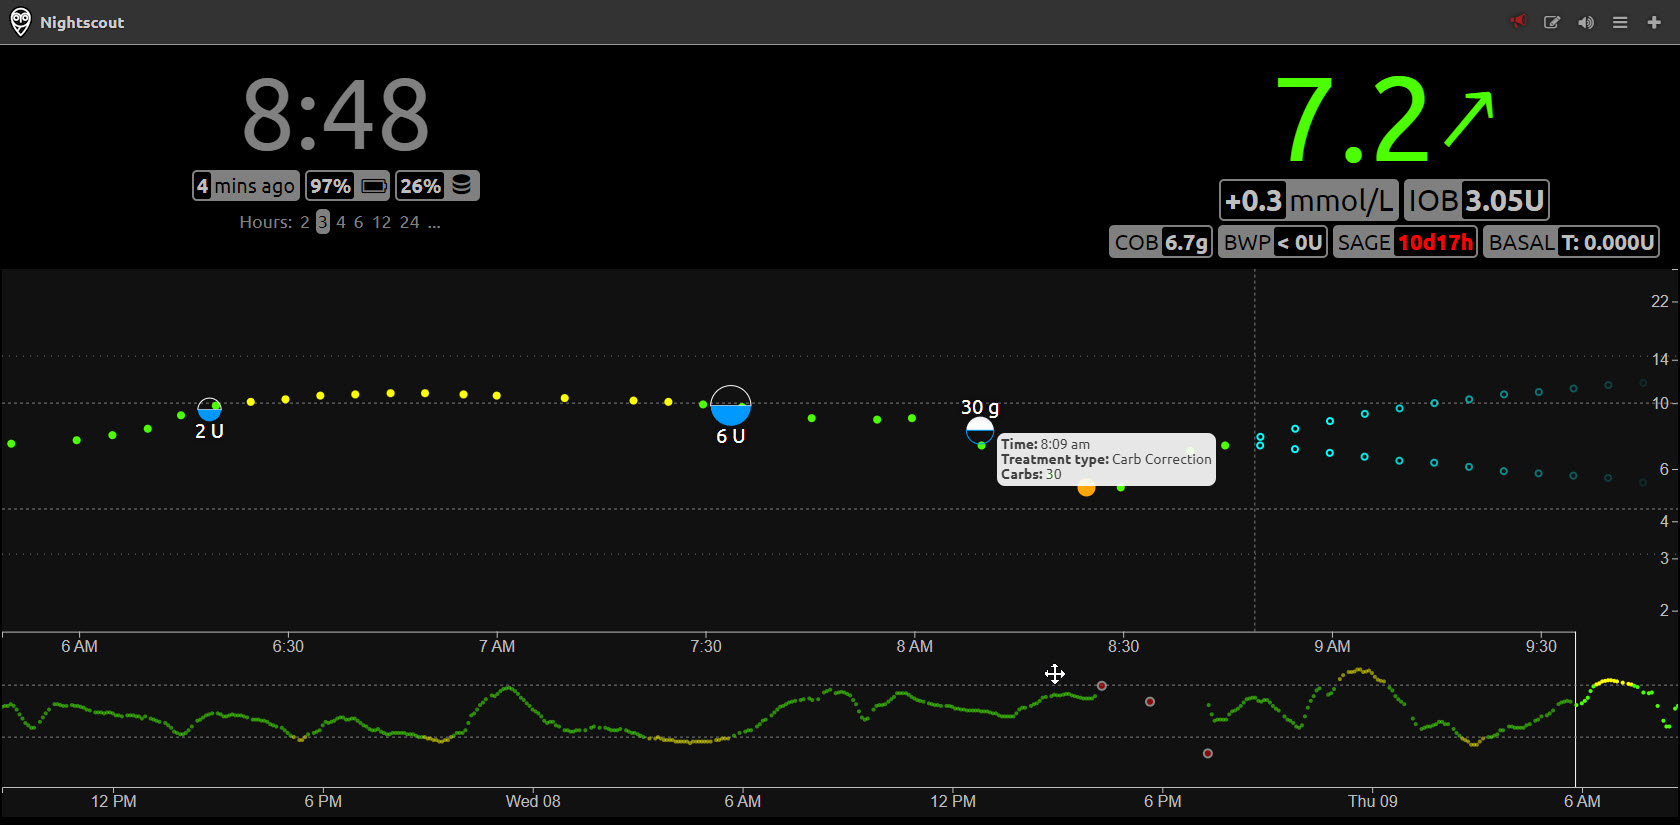 Nightscout
8:48
7.2
4 mins ago 97% 26%
+0.3 mmol/L IOB 3.05U
Hours: 2 3 4 6 12 24 ...
COB 6.7g BWP < 0U SAGE 10d17h BASAL T: 0.000U
22
14
10
6
4
3
2
2 U
6 U
30 g
Time: 8:09 am
Treatment type: Carb Correction
Carbs: 30
6 AM 6:30 7 AM 7:30 8 AM 8:30 9 AM 9:30
12 PM 6 PM Wed 08 6 AM 12 PM 6 PM Thu 09 6 AM